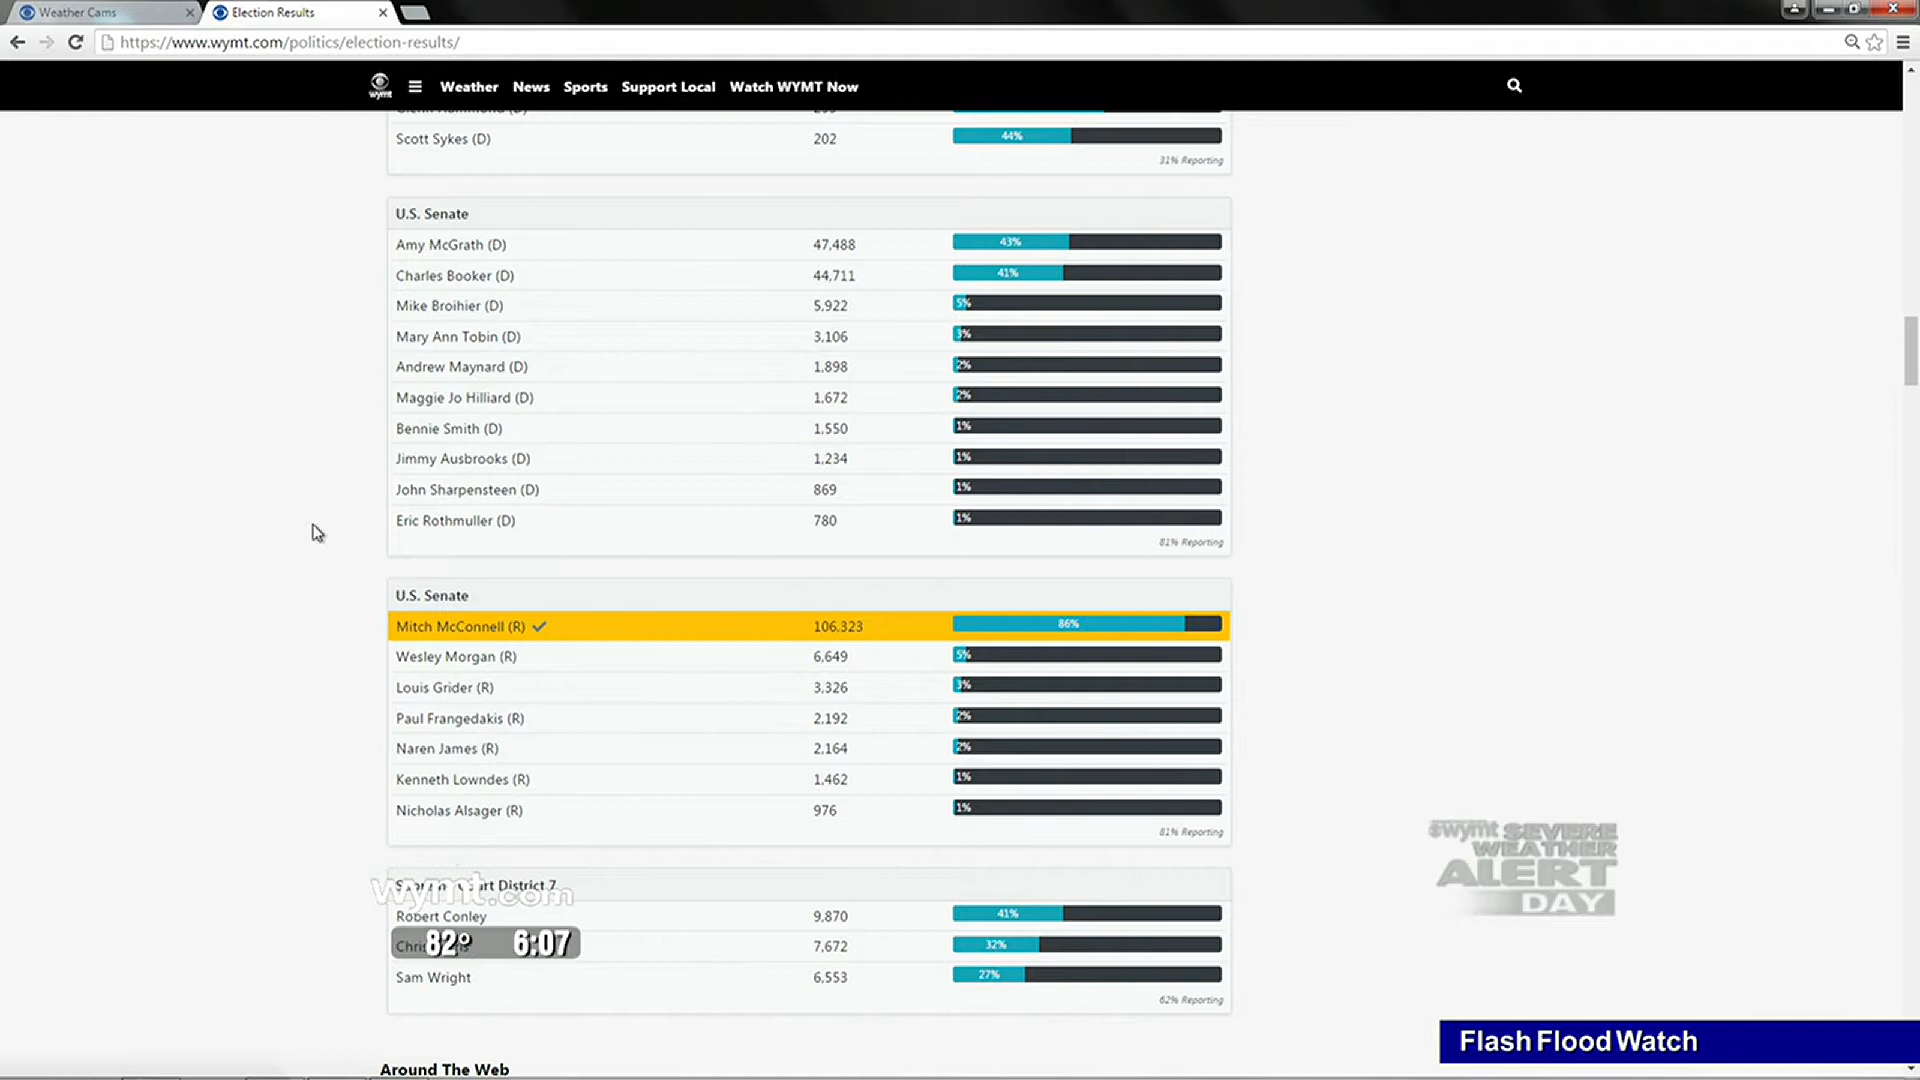 Weather Cams
Election Results
https://www.wymt.com/politics/election-results/
wymt Weather News Sports Support Local Watch WYMT Now
Scott Sykes (D) 202 44%
31% Reporting
U.S. Senate
Amy McGrath (D) 47,488 43%
Charles Booker (D) 44,711 41%
Mike Broihier (D) 5,922 5%
Mary Ann Tobin (D) 3,106 3%
Andrew Maynard (D) 1,898 2%
Maggie Jo Hilliard (D) 1,672 2%
Bennie Smith (D) 1,550 1%
Jimmy Ausbrooks (D) 1,234 1%
John Sharpensteen (D) 869 1%
Eric Rothmuller (D) 780 1%
81% Reporting
U.S. Senate
Mitch McConnell (R) 106,323 86%
Wesley Morgan (R) 6,649 5%
Louis Grider (R) 3,326 3%
Paul Frangedakis (R) 2,192 2%
Naren James (R) 2,164 2%
Kenneth Lowndes (R) 1,462 1%
Nicholas Alsager (R) 976 1%
81% Reporting
wymt SEVERE
WEATHER
ALERT
DAY
Court District 7
wymt.com
Robert Conley 9,870 41%
7,672 32%
82° 6:07
Sam Wright 6,553 27%
62% Reporting
Flash Flood Watch
Around The Web